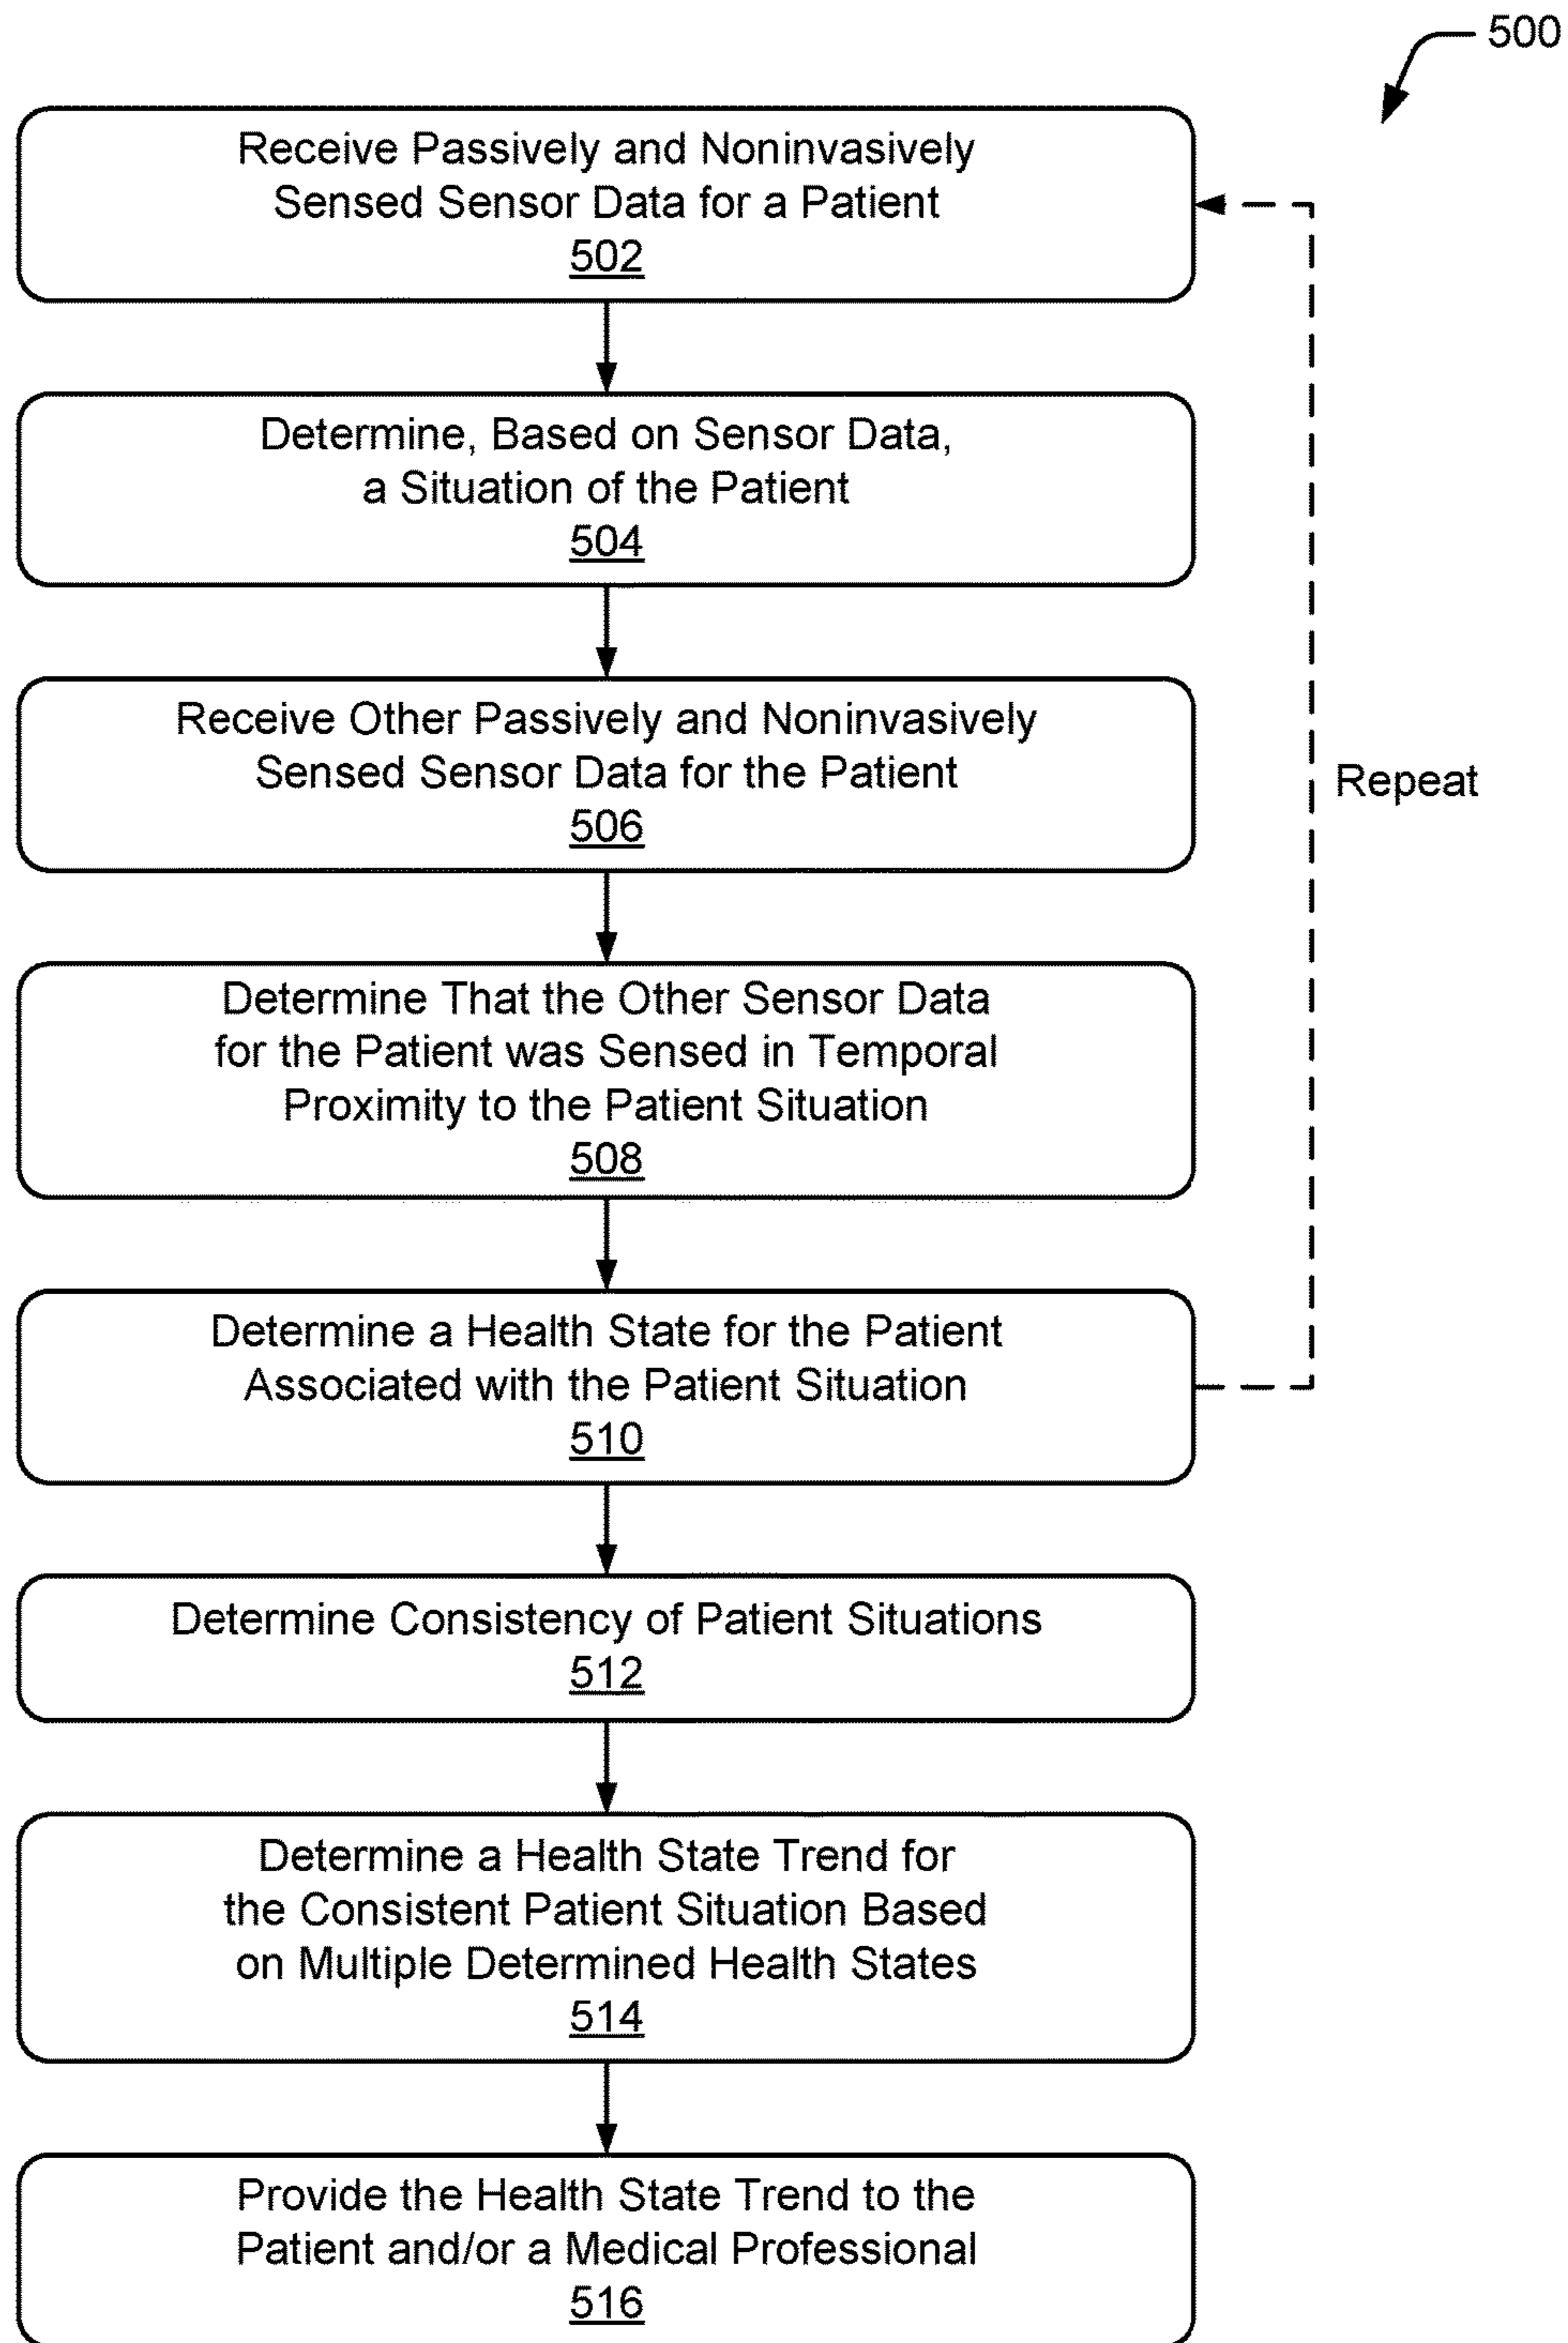 500
Receive Passively and Noninvasively
Sensed Sensor Data for a Patient
502
Determine, Based on Sensor Data,
a Situation of the Patient
504
Receive Other Passively and Noninvasively
Sensed Sensor Data for the Patient
506
Repeat
Determine That the Other Sensor Data
for the Patient was Sensed in Temporal
Proximity to the Patient Situation
508
Determine a Health State for the Patient
Associated with the Patient Situation
510
Determine Consistency of Patient Situations
512
Determine a Health State Trend for
the Consistent Patient Situation Based
on Multiple Determined Health States
514
Provide the Health State Trend to the
Patient and/or a Medical Professional
516